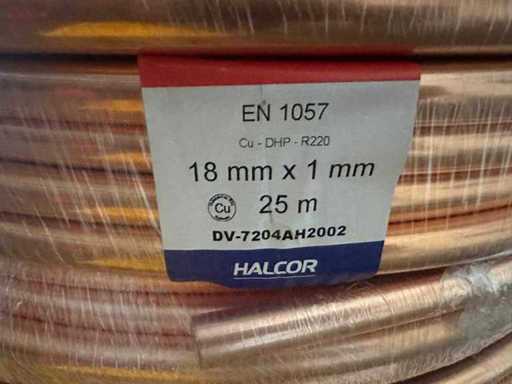 EN 1057
Cu - DHP - R220
18 mm x 1 mm
Cu
25 m
DV-7204AH2002
HALCOR